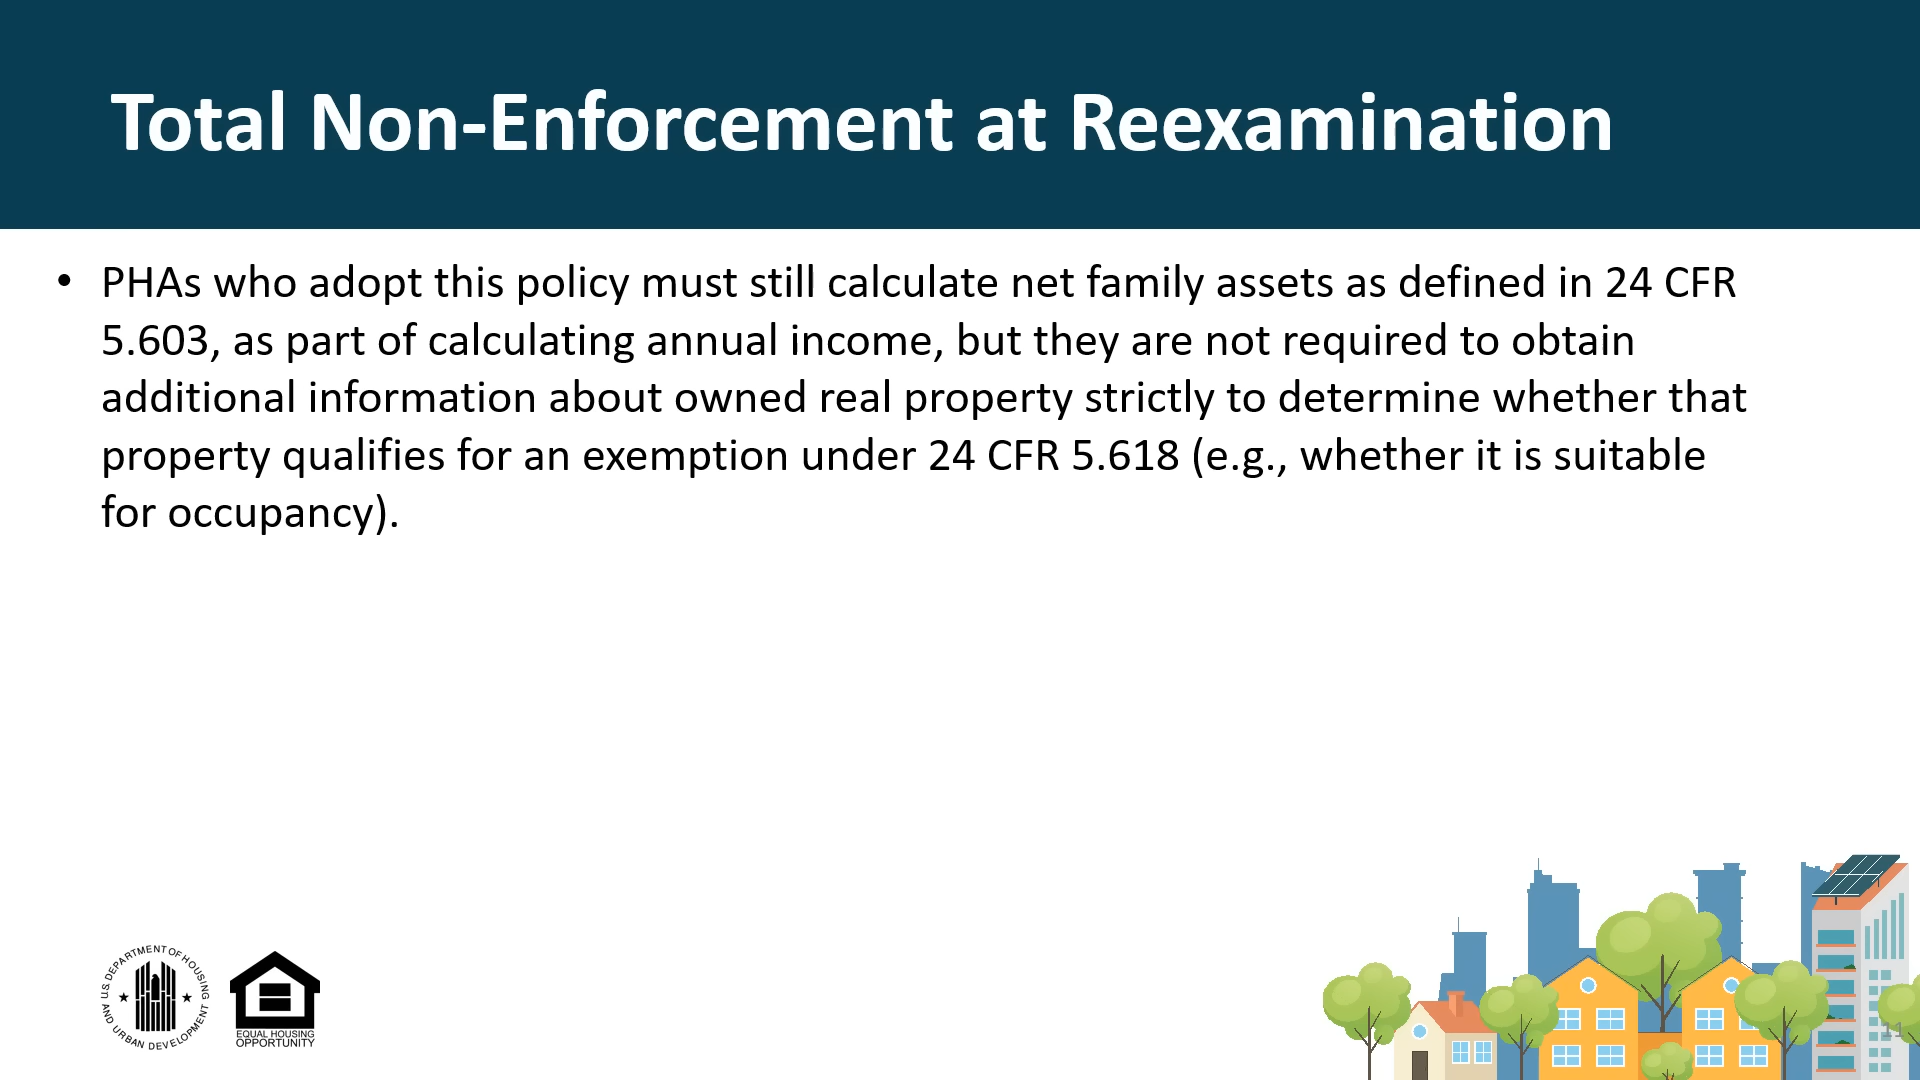 Total Non-Enforcement at Reexamination
• PHAs who adopt this policy must still calculate net family assets as defined in 24 CFR
5.603, as part of calculating annual income, but they are not required to obtain
additional information about owned real property strictly to determine whether that
property qualifies for an exemption under 24 CFR 5.618 (e.g., whether it is suitable
for occupancy).
U.S. DEPARTMENT OF HOUSING
AND URBAN DEVELOPMENT
EQUAL HOUSING
OPPORTUNITY
11